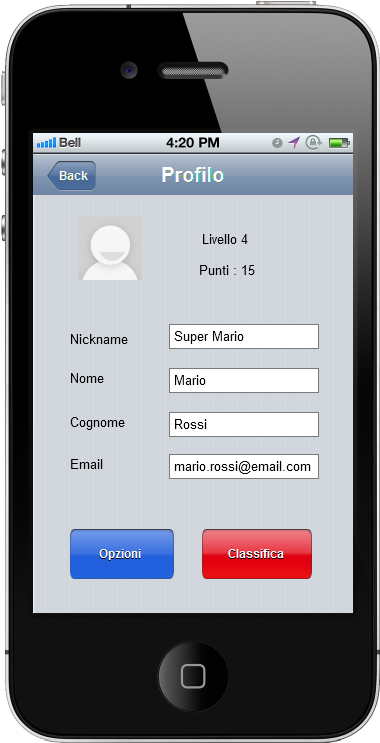 Bell 4:20 PM
Back Profilo
Livello 4
Punti : 15
Nickname Super Mario
Nome Mario
Cognome Rossi
Email mario.rossi@email.com
Opzioni Classifica